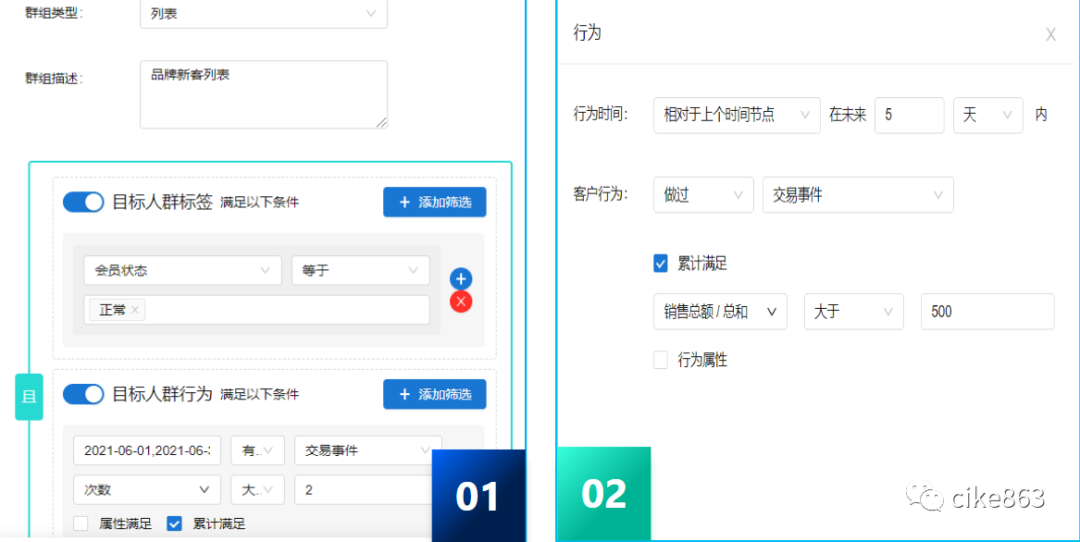 群组类型:
列表
群组描述:
品牌新客列表
目标人群标签 满足以下条件
+ 添加筛选
会员状态
等于
正常 ×
且
目标人群行为 满足以下条件
+ 添加筛选
2021-06-01,2021-06-
有...
交易事件
次数
大...
2
属性满足
累计满足
01
行为
X
行为时间:
相对于上个时间节点
在未来
5
天
内
客户行为:
做过
交易事件
累计满足
销售总额 / 总和
大于
500
行为属性
02
cike863